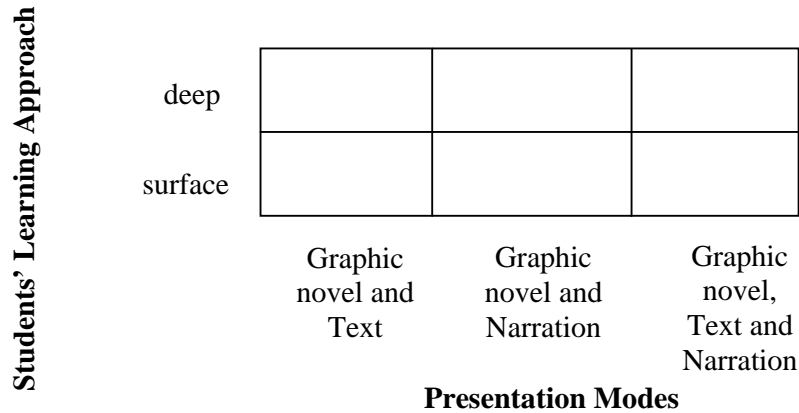 Students’ Learning Approach
deep
surface
Graphic
novel and
Text
Graphic
novel and
Narration
Graphic
novel,
Text and
Narration
Presentation Modes